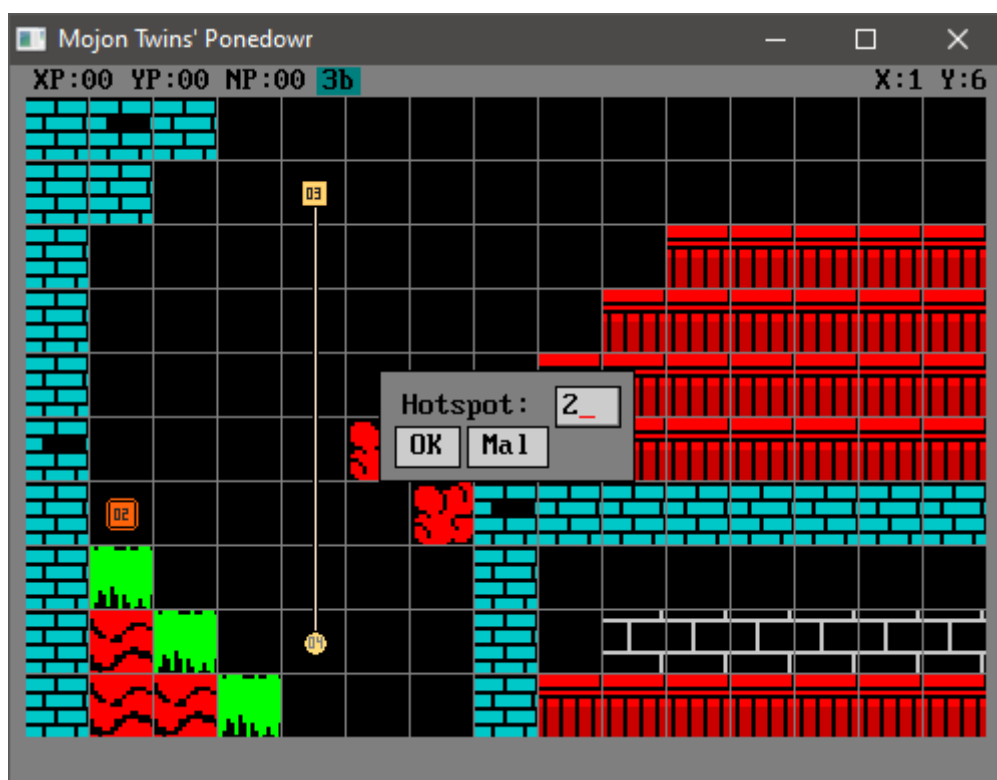 Mojon Twins' Ponedowr
XP:00 YP:00 NP:00 3b X:1 Y:6
03
Hotspot: 2_
OK Mal
02
04